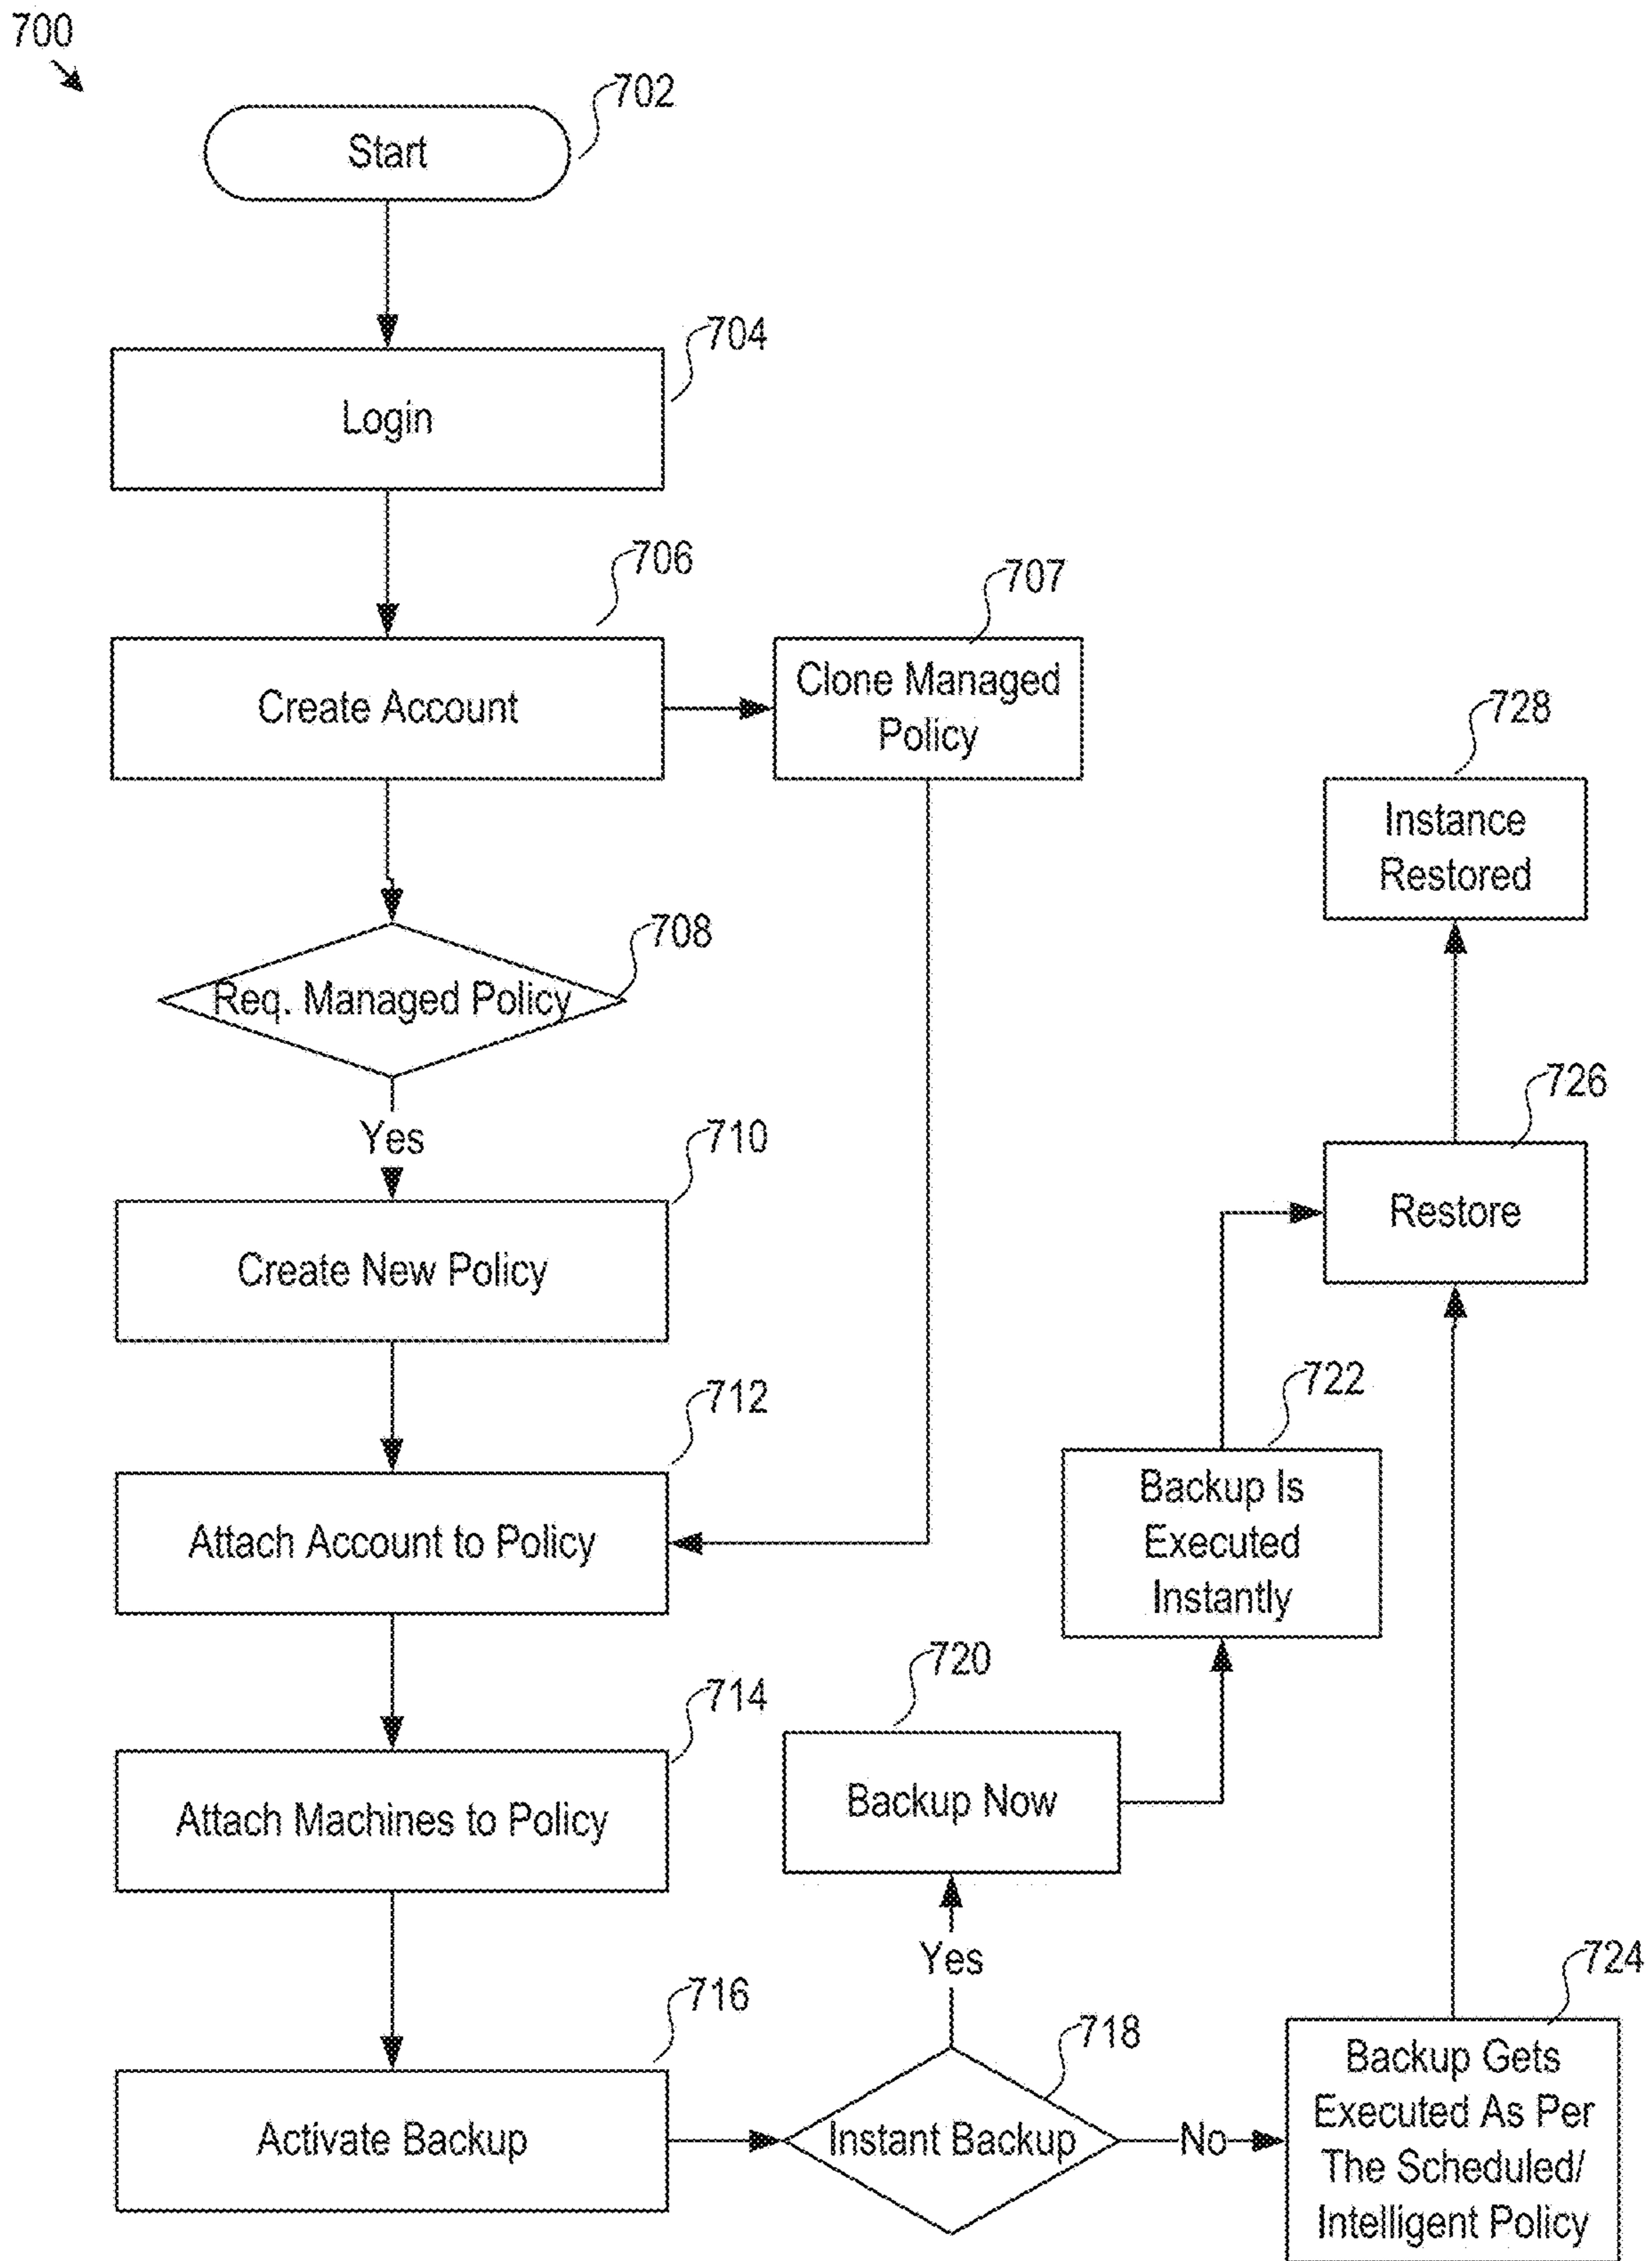 700
702
Start
704
Login
706
Create Account
707
Clone Managed
Policy
708
Req. Managed Policy
Yes
710
Create New Policy
712
Attach Account to Policy
714
Attach Machines to Policy
716
Activate Backup
718
Instant Backup
Yes
720
Backup Now
722
Backup Is
Executed
Instantly
No
724
Backup Gets
Executed As Per
The Scheduled/
Intelligent Policy
726
Restore
728
Instance
Restored